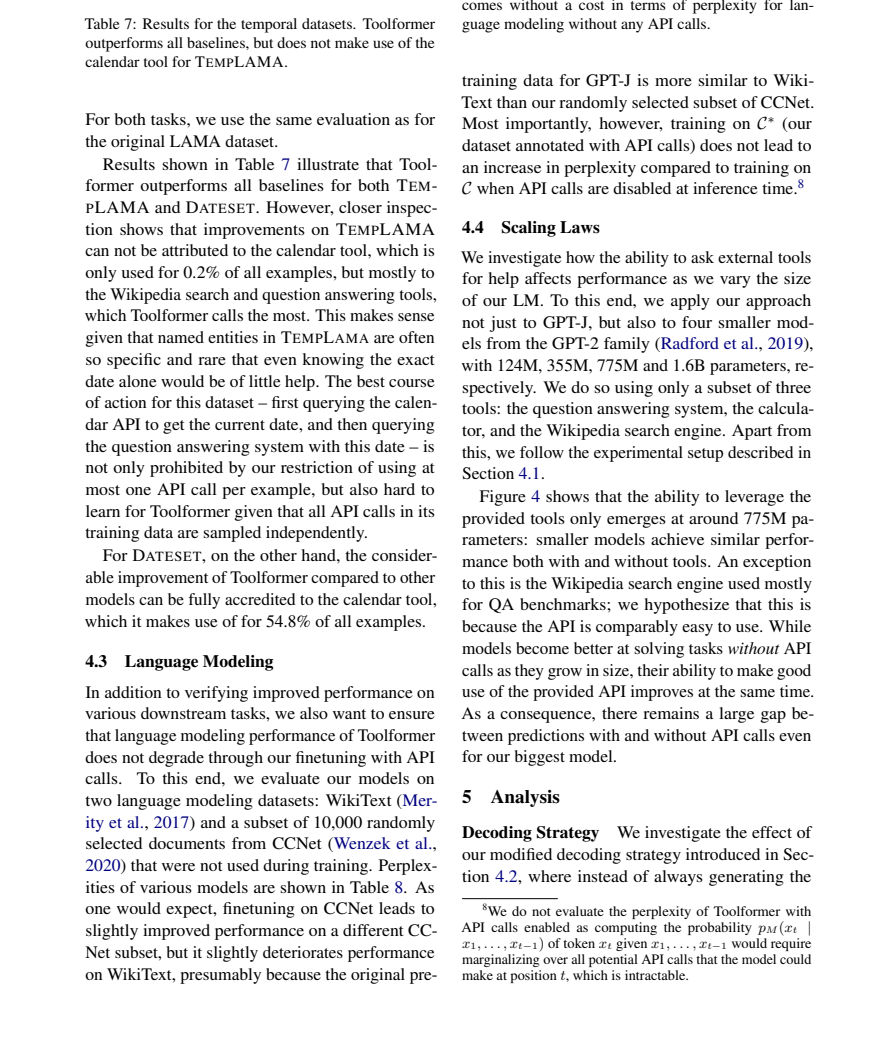 Table 7: Results for the temporal datasets. Toolformer
outperforms all baselines, but does not make use of the
calendar tool for TEMPLAMA.
For both tasks, we use the same evaluation as for
the original LAMA dataset.
Results shown in Table 7 illustrate that Tool-
former outperforms all baselines for both TEM-
PLAMA and DATESET. However, closer inspec-
tion shows that improvements on TEMPLAMA
can not be attributed to the calendar tool, which is
only used for 0.2% of all examples, but mostly to
the Wikipedia search and question answering tools,
which Toolformer calls the most. This makes sense
given that named entities in TEMPLAMA are often
so specific and rare that even knowing the exact
date alone would be of little help. The best course
of action for this dataset – first querying the calen-
dar API to get the current date, and then querying
the question answering system with this date – is
not only prohibited by our restriction of using at
most one API call per example, but also hard to
learn for Toolformer given that all API calls in its
training data are sampled independently.
For DATESET, on the other hand, the consider-
able improvement of Toolformer compared to other
models can be fully accredited to the calendar tool,
which it makes use of for 54.8% of all examples.
4.3 Language Modeling
In addition to verifying improved performance on
various downstream tasks, we also want to ensure
that language modeling performance of Toolformer
does not degrade through our finetuning with API
calls. To this end, we evaluate our models on
two language modeling datasets: WikiText (Mer-
ity et al., 2017) and a subset of 10,000 randomly
selected documents from CCNet (Wenzek et al.,
2020) that were not used during training. Perplex-
ities of various models are shown in Table 8. As
one would expect, finetuning on CCNet leads to
slightly improved performance on a different CC-
Net subset, but it slightly deteriorates performance
on WikiText, presumably because the original pre-
comes without a cost in terms of perplexity for lan-
guage modeling without any API calls.
training data for GPT-J is more similar to Wiki-
Text than our randomly selected subset of CCNet.
Most importantly, however, training on C* (our
dataset annotated with API calls) does not lead to
an increase in perplexity compared to training on
C when API calls are disabled at inference time.⁸
4.4 Scaling Laws
We investigate how the ability to ask external tools
for help affects performance as we vary the size
of our LM. To this end, we apply our approach
not just to GPT-J, but also to four smaller mod-
els from the GPT-2 family (Radford et al., 2019),
with 124M, 355M, 775M and 1.6B parameters, re-
spectively. We do so using only a subset of three
tools: the question answering system, the calcula-
tor, and the Wikipedia search engine. Apart from
this, we follow the experimental setup described in
Section 4.1.
Figure 4 shows that the ability to leverage the
provided tools only emerges at around 775M pa-
rameters: smaller models achieve similar perfor-
mance both with and without tools. An exception
to this is the Wikipedia search engine used mostly
for QA benchmarks; we hypothesize that this is
because the API is comparably easy to use. While
models become better at solving tasks without API
calls as they grow in size, their ability to make good
use of the provided API improves at the same time.
As a consequence, there remains a large gap be-
tween predictions with and without API calls even
for our biggest model.
5 Analysis
Decoding Strategy We investigate the effect of
our modified decoding strategy introduced in Sec-
tion 4.2, where instead of always generating the
⁸We do not evaluate the perplexity of Toolformer with
API calls enabled as computing the probability p_M(x_t |
x_1, . . . , x_{t−1}) of token x_t given x_1, . . . , x_{t−1} would require
marginalizing over all potential API calls that the model could
make at position t, which is intractable.